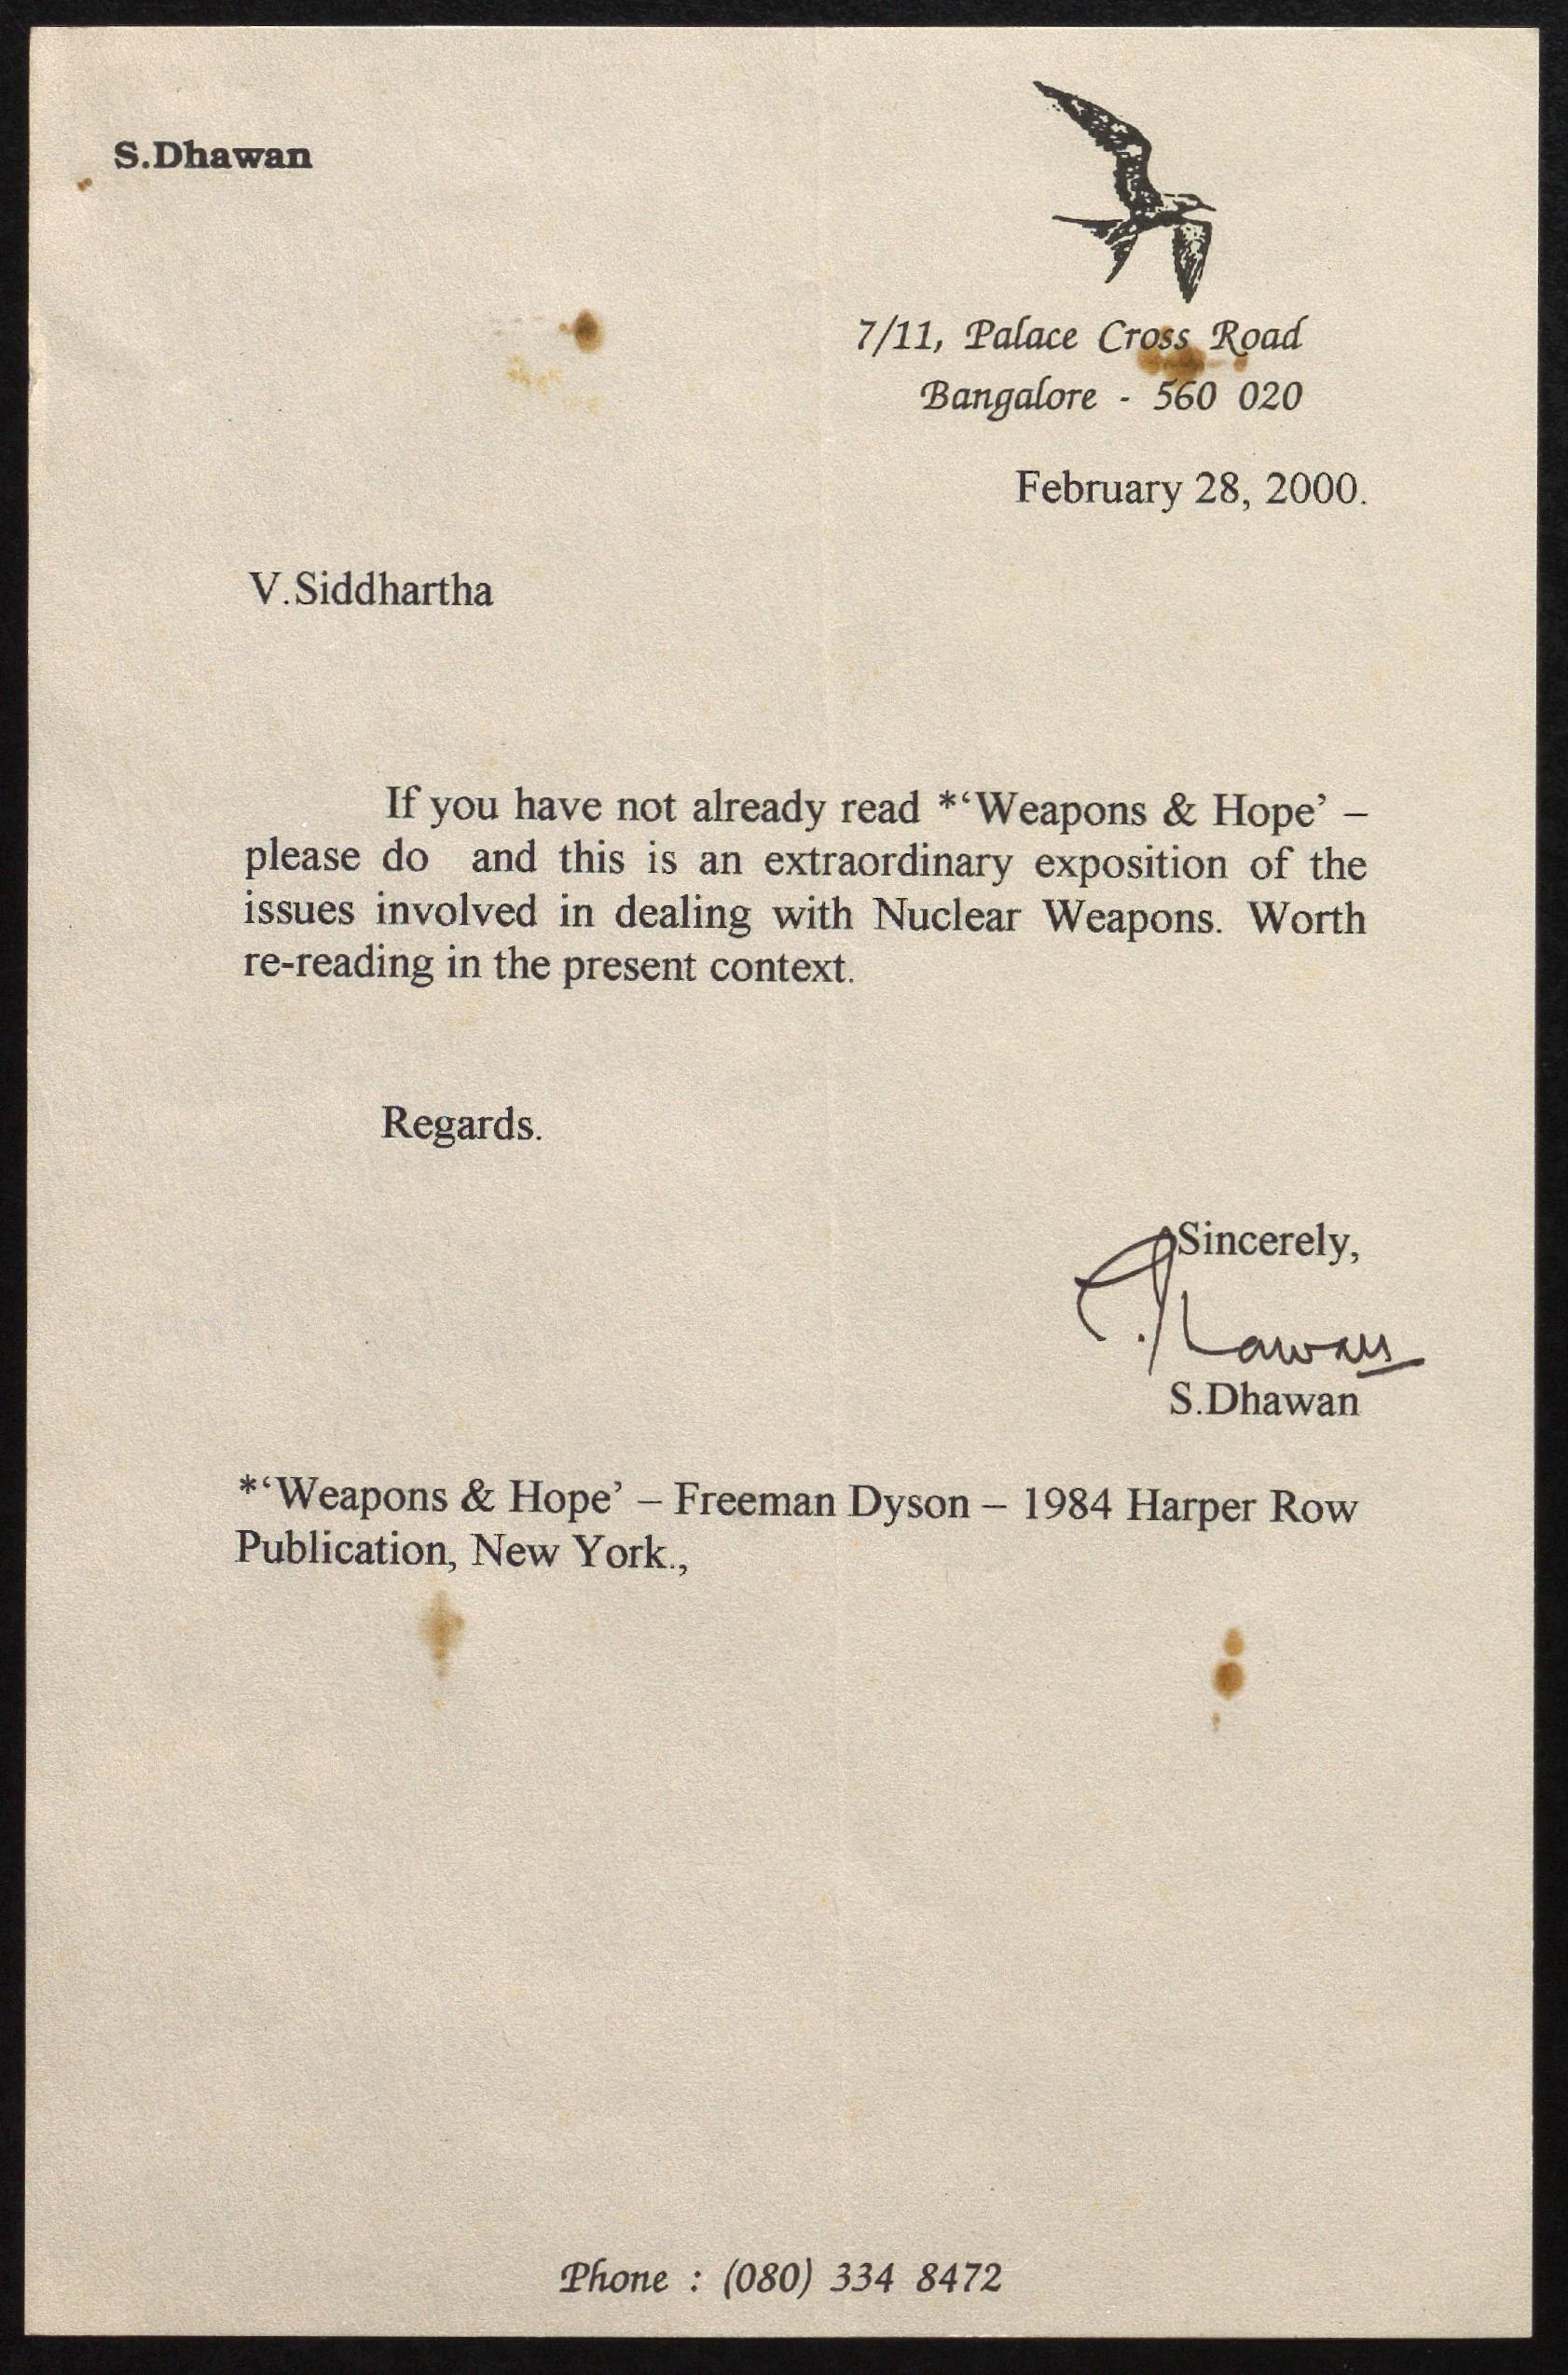 S.Dhawan
7/11, Palace Cross Road
Bangalore - 560 020
February 28, 2000.
V.Siddhartha
If you have not already read *‘Weapons & Hope’ –
please do and this is an extraordinary exposition of the
issues involved in dealing with Nuclear Weapons. Worth
re-reading in the present context.
Regards.
Sincerely,
S.Dhawan
S.Dhawan
*‘Weapons & Hope’ – Freeman Dyson – 1984 Harper Row
Publication, New York.,
Phone : (080) 334 8472